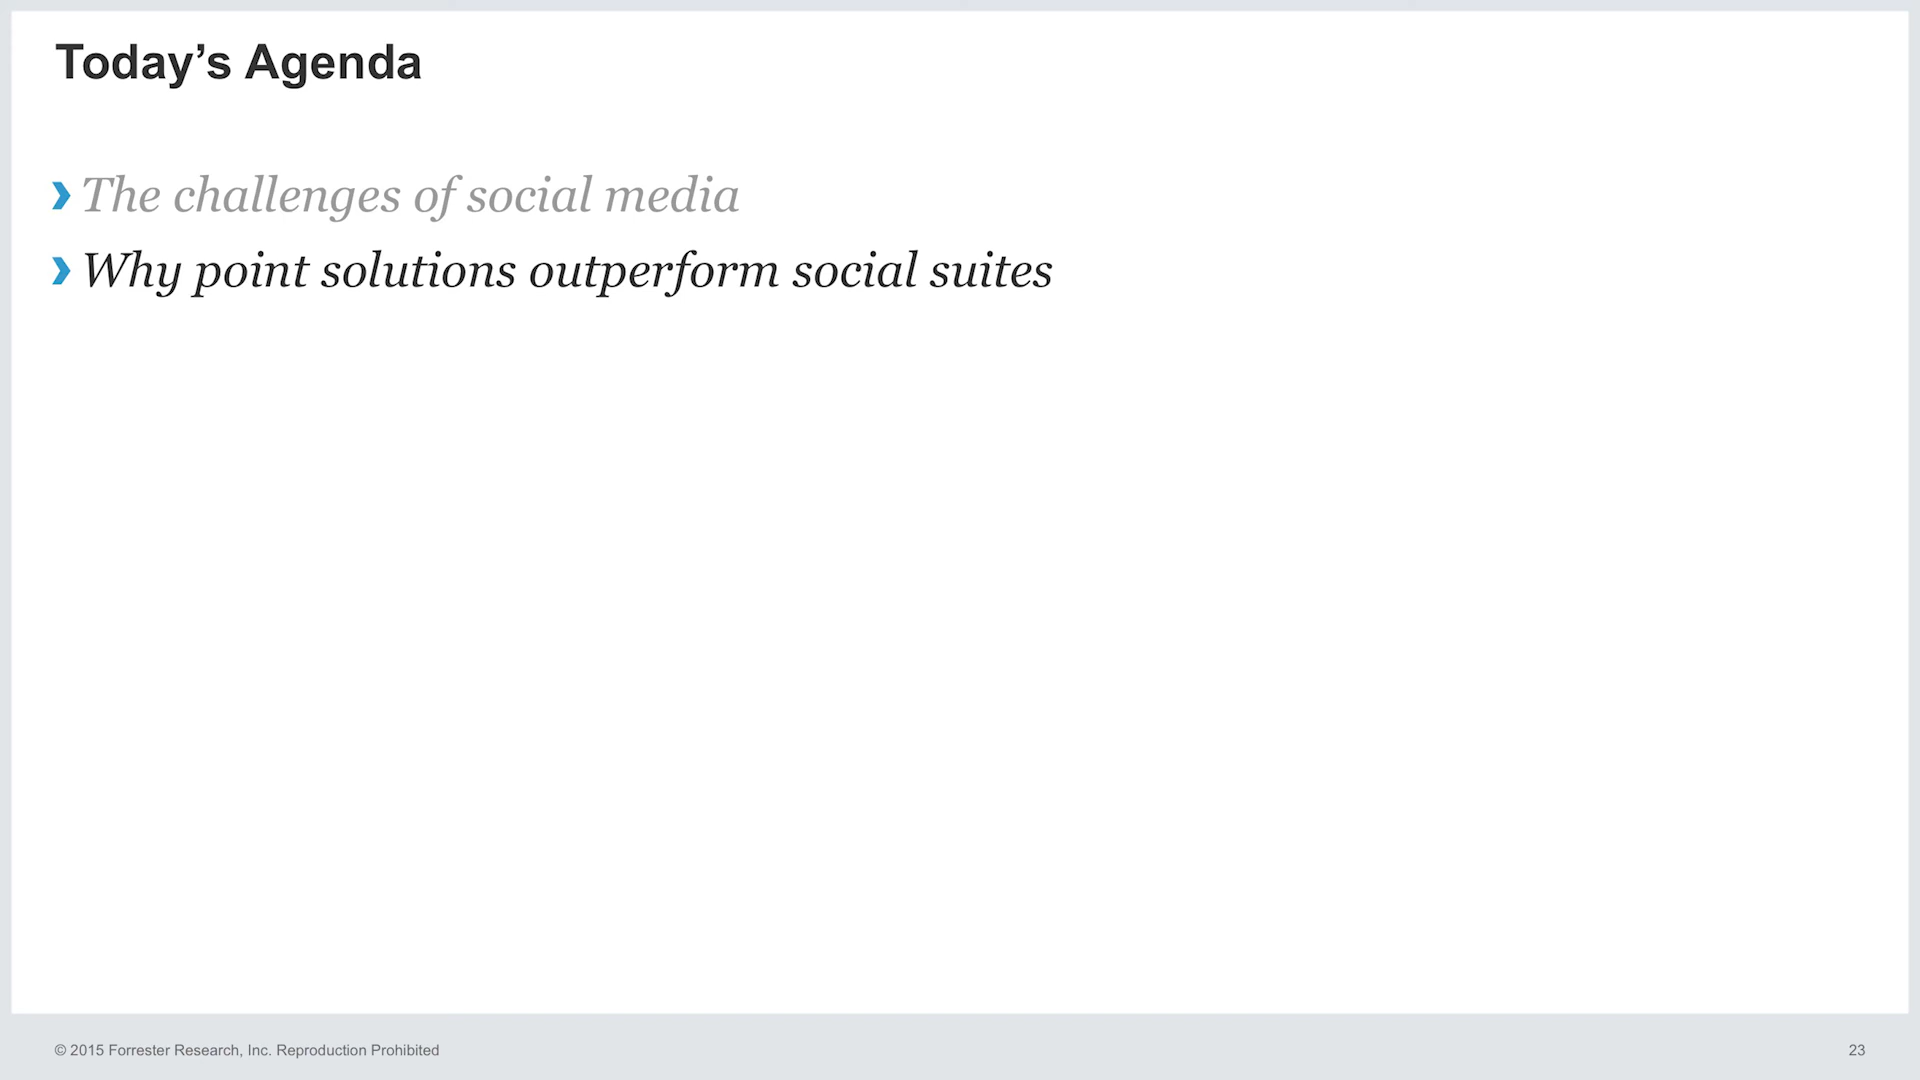 Today’s Agenda
› The challenges of social media
› Why point solutions outperform social suites
© 2015 Forrester Research, Inc. Reproduction Prohibited
23